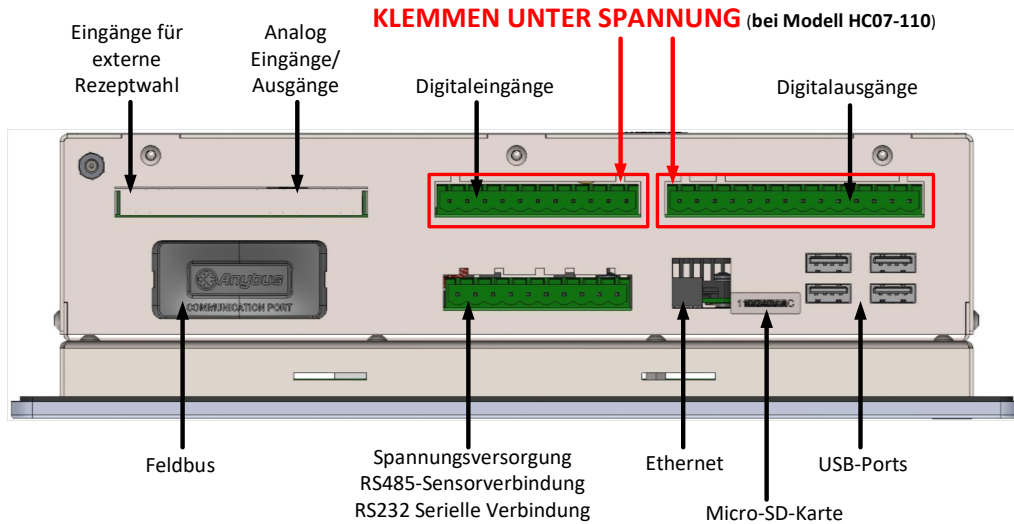 KLEMMEN UNTER SPANNUNG (bei Modell HC07-110)
Eingänge für
externe
Rezeptwahl
Analog
Eingänge/
Ausgänge
Digitaleingänge
Digitalausgänge
Anybus
COMMUNICATION PORT
Feldbus
Spannungsversorgung
RS485-Sensorverbindung
RS232 Serielle Verbindung
Ethernet
Micro-SD-Karte
USB-Ports